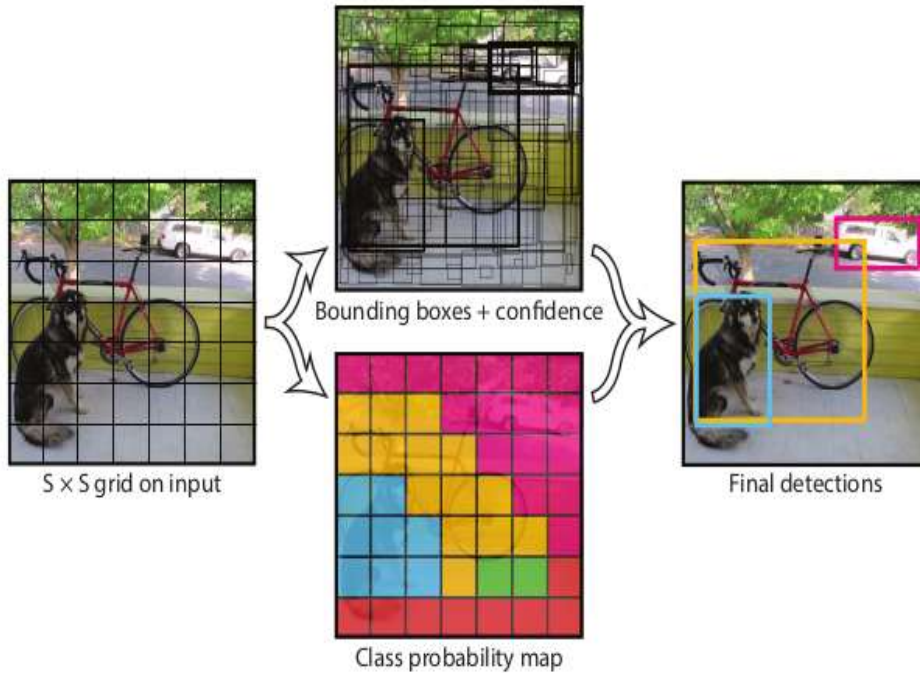 Bounding boxes + confidence
S × S grid on input
Final detections
Class probability map